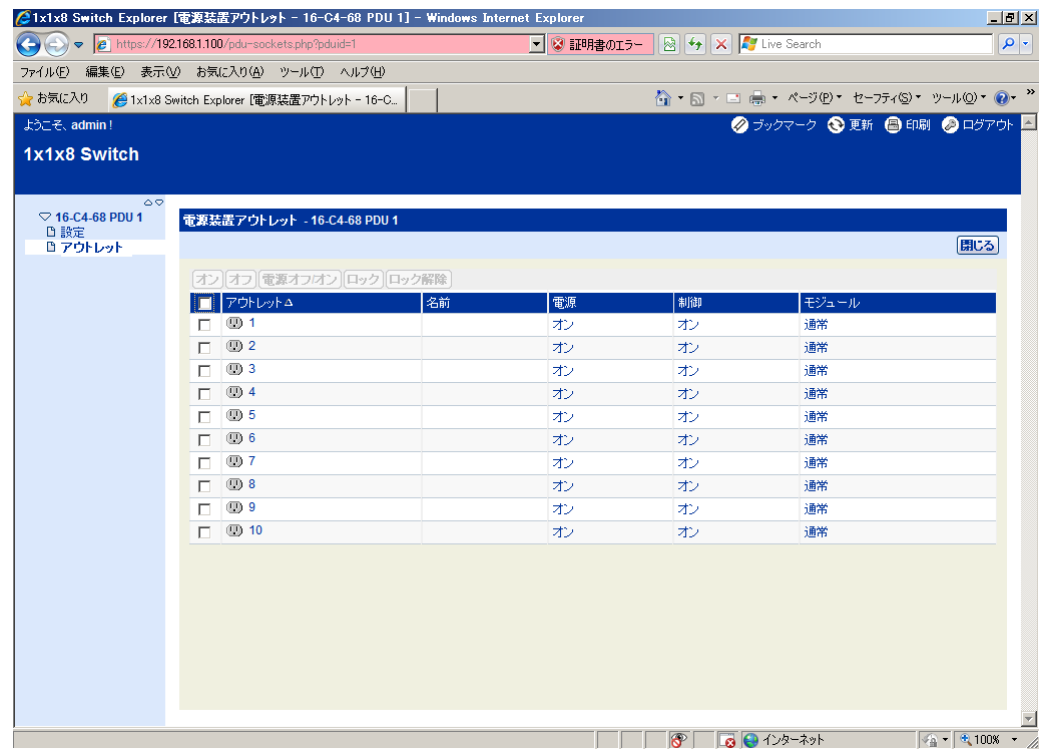 1x1x8 Switch Explorer [電源装置アウトレット - 16-C4-68 PDU 1] - Windows Internet Explorer
https://192.168.1.100/pdu-sockets.php?pduid=1 証明書のエラー Live Search
ファイル(F) 編集(E) 表示(V) お気に入り(A) ツール(T) ヘルプ(H)
お気に入り 1x1x8 Switch Explorer [電源装置アウトレット - 16-C... ページ(P) セーフティ(S) ツール(O) »
ようこそ、admin! ブックマーク 更新 印刷 ログアウト
1x1x8 Switch
16-C4-68 PDU 1
設定
アウトレット
電源装置アウトレット - 16-C4-68 PDU 1
閉じる
オン オフ 電源オフ/オン ロック ロック解除
アウトレット 名前 電源 制御 モジュール
1 オン オン 通常
2 オン オン 通常
3 オン オン 通常
4 オン オン 通常
5 オン オン 通常
6 オン オン 通常
7 オン オン 通常
8 オン オン 通常
9 オン オン 通常
10 オン オン 通常
インターネット 100%